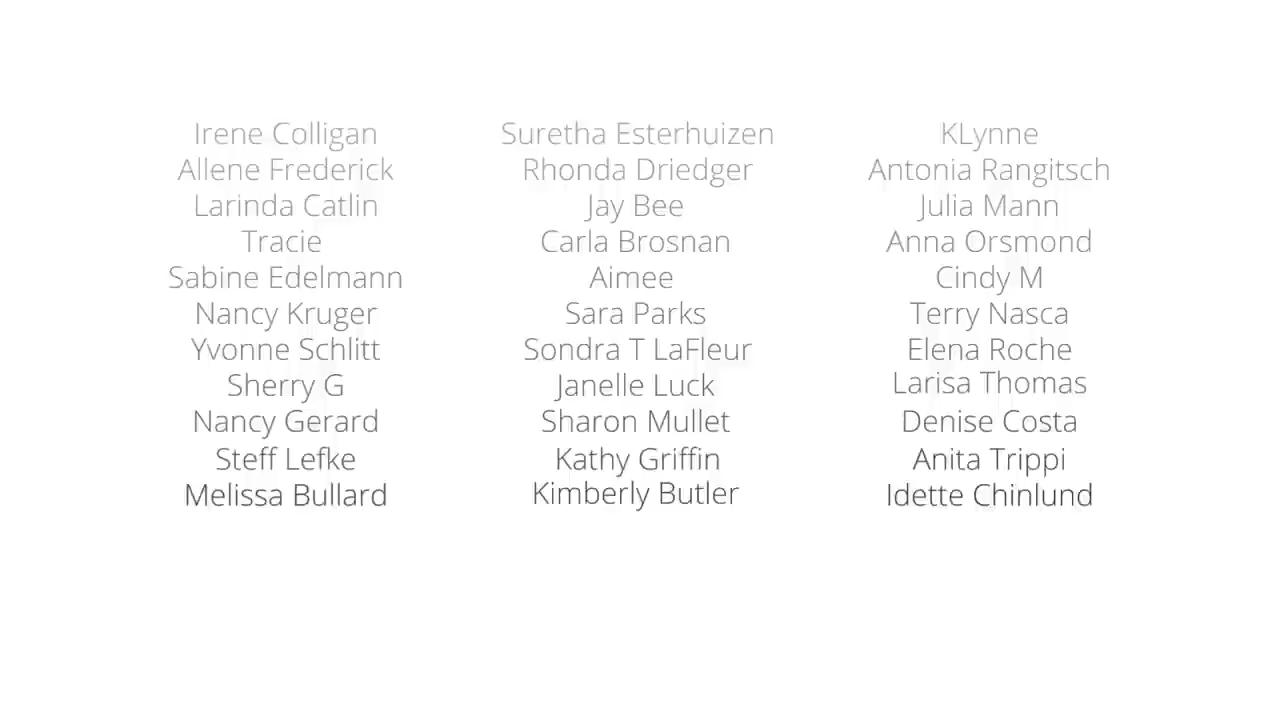 Irene Colligan
Allene Frederick
Larinda Catlin
Tracie
Sabine Edelmann
Nancy Kruger
Yvonne Schlitt
Sherry G
Nancy Gerard
Steff Lefke
Melissa Bullard
Suretha Esterhuizen
Rhonda Driedger
Jay Bee
Carla Brosnan
Aimee
Sara Parks
Sondra T LaFleur
Janelle Luck
Sharon Mullet
Kathy Griffin
Kimberly Butler
KLynne
Antonia Rangitsch
Julia Mann
Anna Orsmond
Cindy M
Terry Nasca
Elena Roche
Larisa Thomas
Denise Costa
Anita Trippi
Idette Chinlund